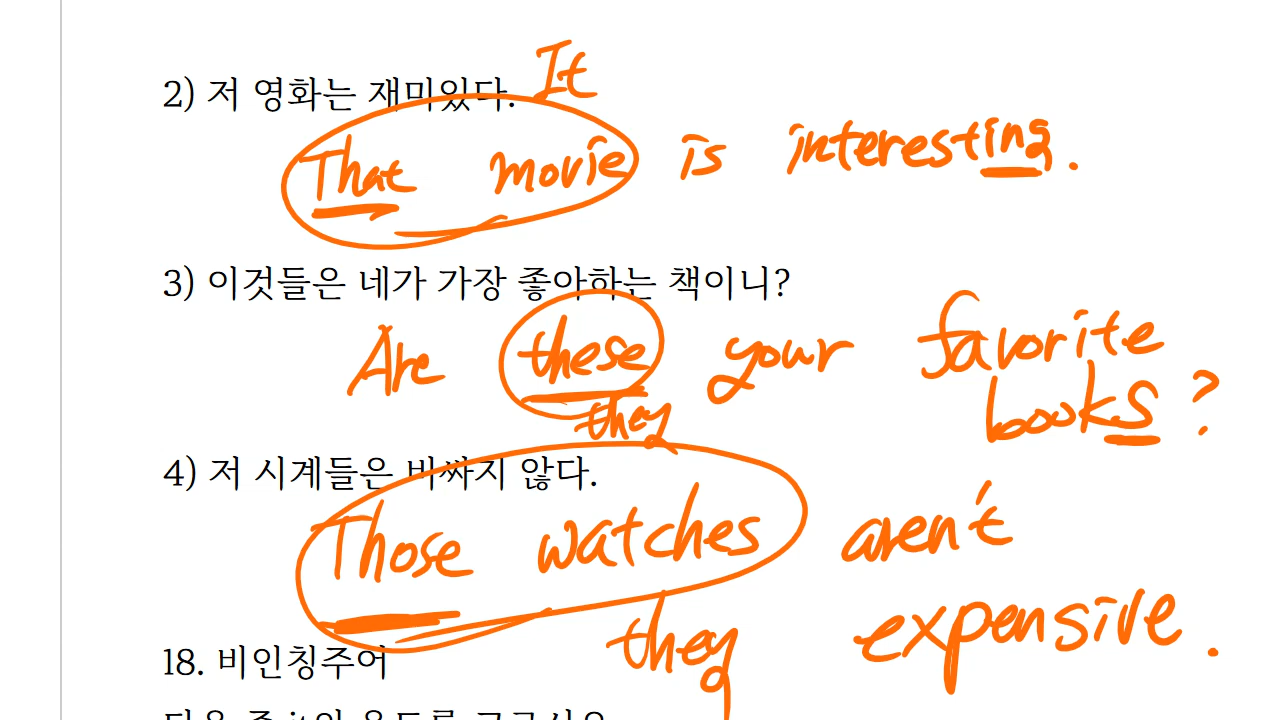 2) 저 영화는 재미있다. It
That movie is interesting.
3) 이것들은 네가 가장 좋아하는 책이니?
Are these your favorite
books?
they
4) 저 시계들은 비싸지 않다.
Those watches aren't
expensive.
they
18. 비인칭주어